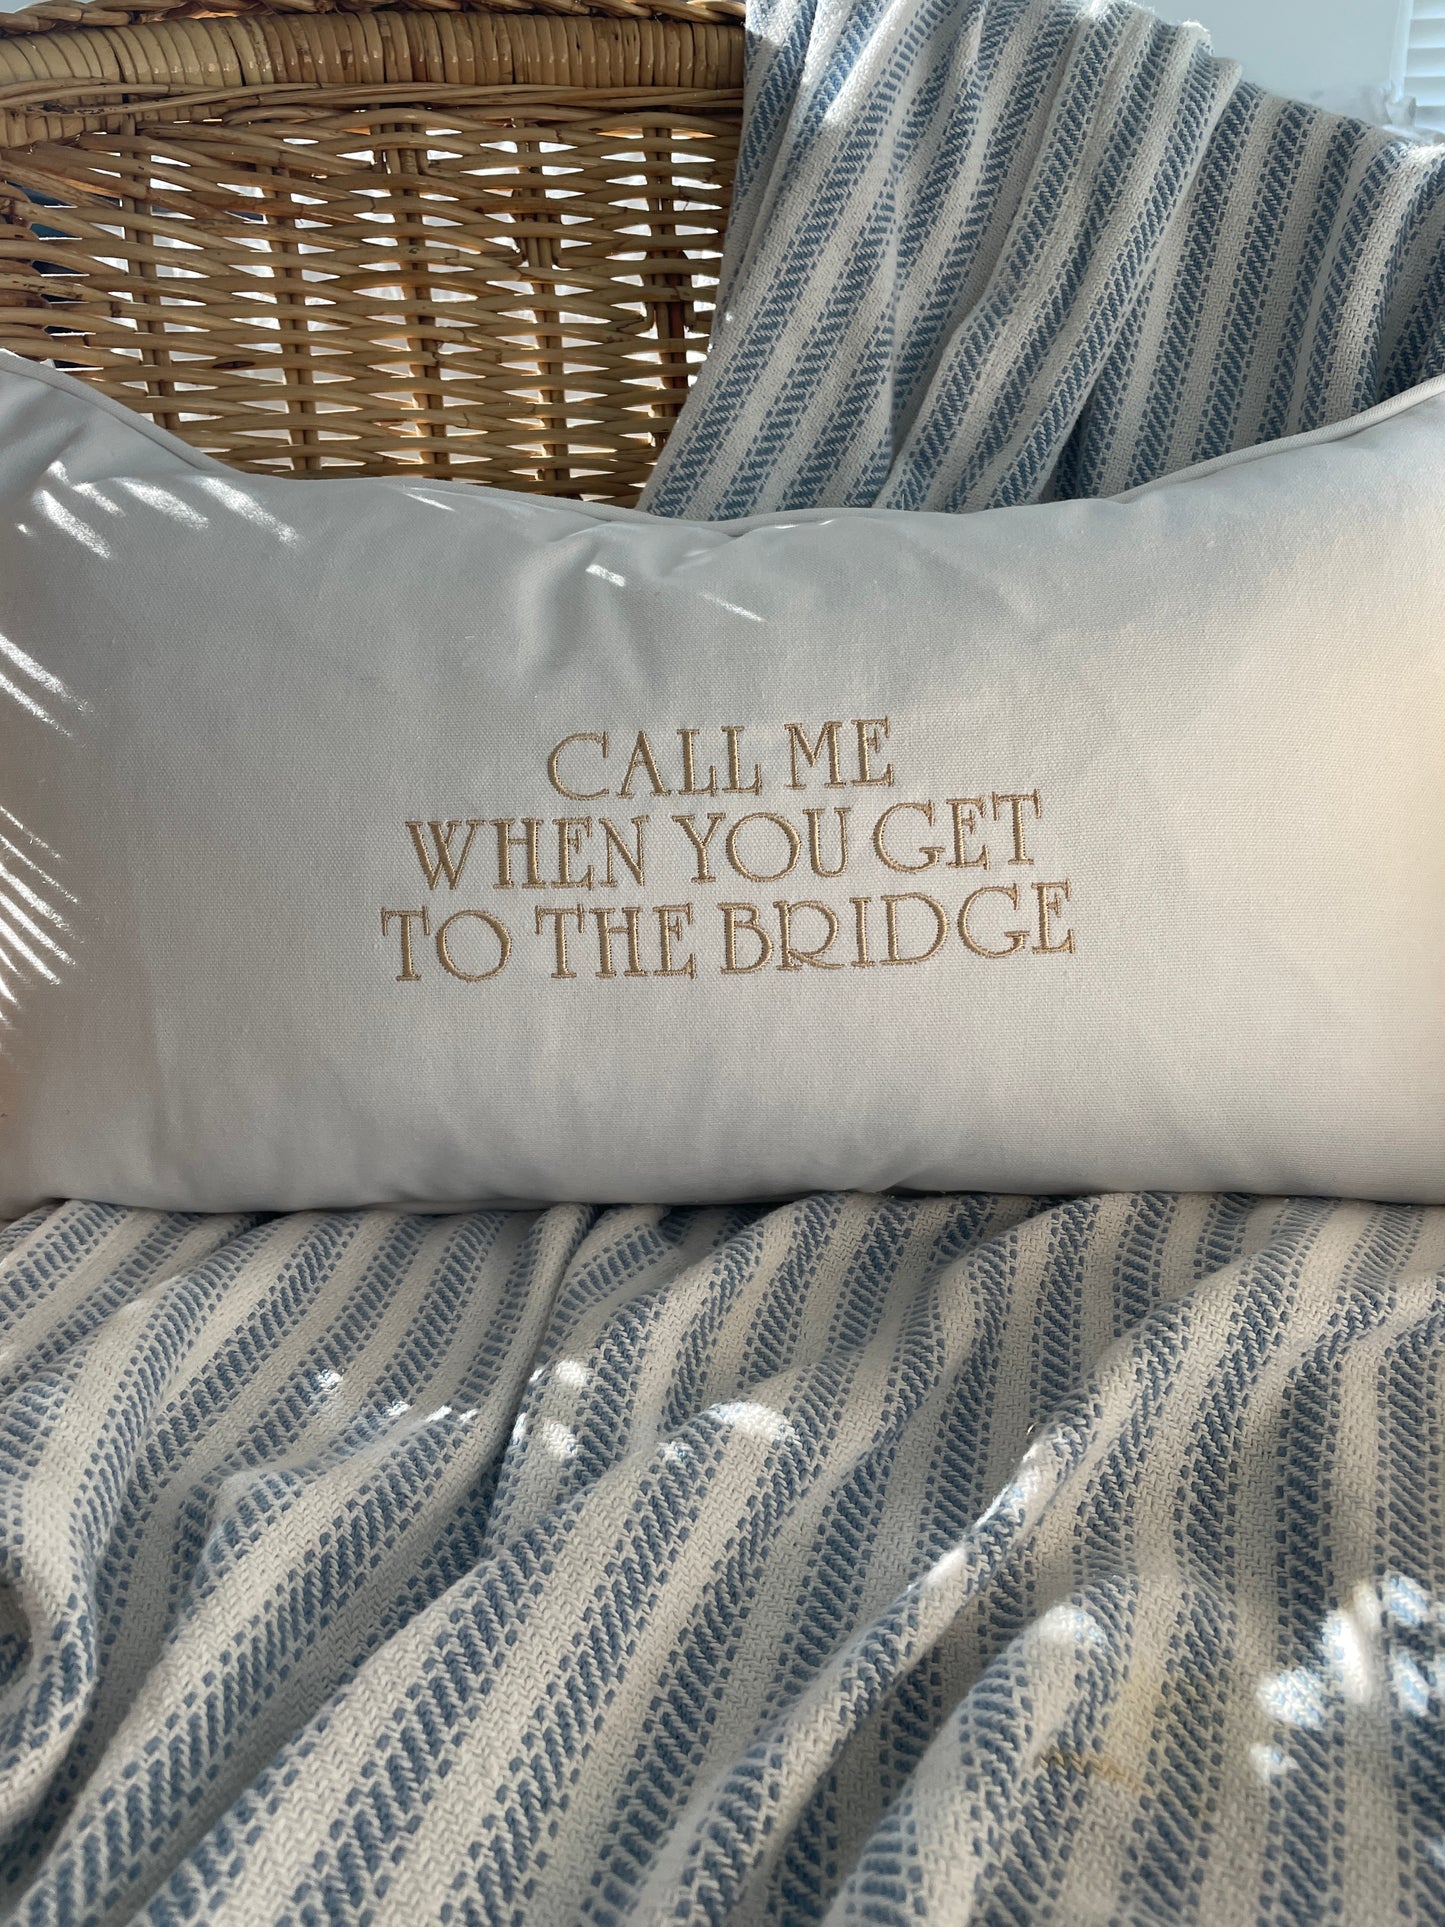 CALL ME
WHEN YOU GET
TO THE BRIDGE